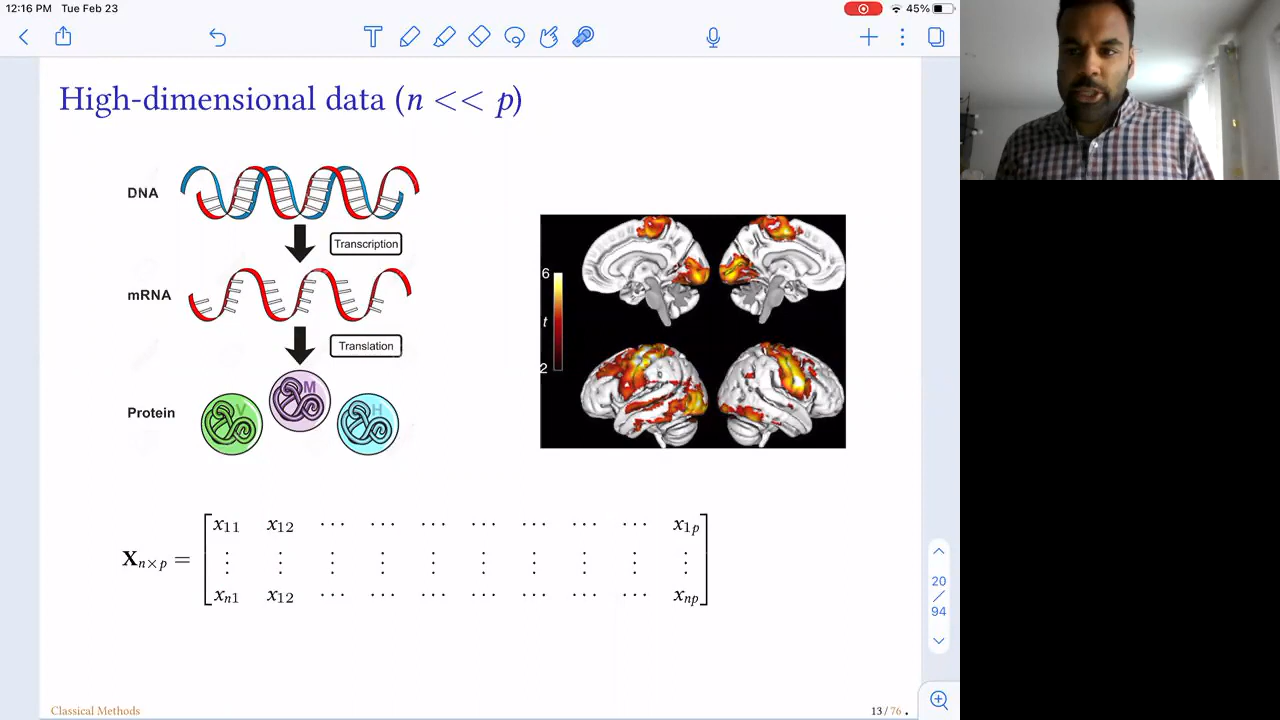 12:16 PM Tue Feb 23
45%
High-dimensional data (n << p)
DNA
Transcription
mRNA
Translation
Protein
V
M
H
6
t
2
X_{n×p} =
x_{11} x_{12} ⋯ ⋯ ⋯ ⋯ ⋯ ⋯ ⋯ x_{1p}
⋮ ⋮ ⋮ ⋮ ⋮ ⋮ ⋮ ⋮ ⋮ ⋮
x_{n1} x_{12} ⋯ ⋯ ⋯ ⋯ ⋯ ⋯ ⋯ x_{np}
20
/
94
Classical Methods
13 / 76